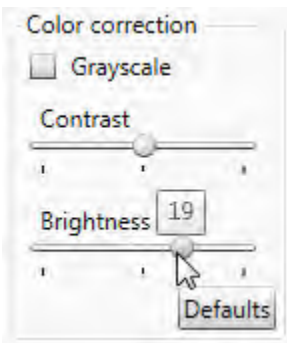 Color correction
Grayscale
Contrast
Brightness 19
Defaults